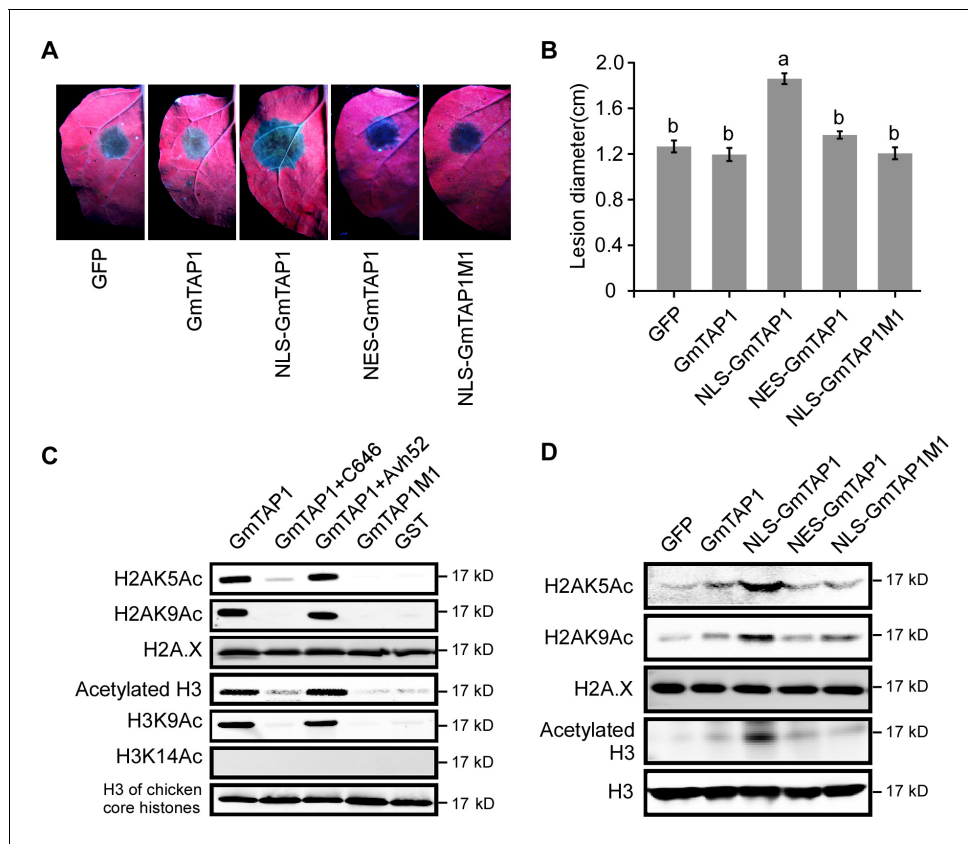 A
GFP
GmTAP1
NLS-GmTAP1
NES-GmTAP1
NLS-GmTAP1M1
B
Lesion diameter(cm)
2.0
1.6
1.2
0.8
0.4
0
b
b
a
b
b
GFP
GmTAP1
NLS-GmTAP1
NES-GmTAP1
NLS-GmTAP1M1
C
GmTAP1
GmTAP1+C646
GmTAP1+Avh52
GmTAP1M1
GST
H2AK5Ac
17 kD
H2AK9Ac
17 kD
H2A.X
17 kD
Acetylated H3
17 kD
H3K9Ac
17 kD
H3K14Ac
17 kD
H3 of chicken
core histones
17 kD
D
GFP
GmTAP1
NLS-GmTAP1
NES-GmTAP1
NLS-GmTAP1M1
H2AK5Ac
17 kD
H2AK9Ac
17 kD
H2A.X
17 kD
Acetylated
H3
17 kD
H3
17 kD